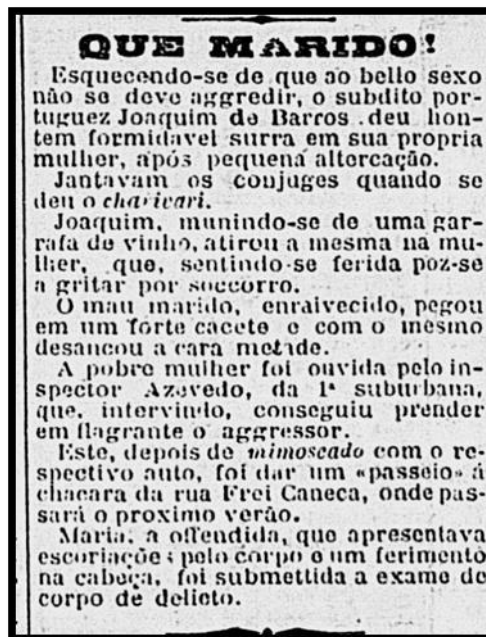 QUE MARIDO!
Esquecendo-se de que ao bello sexo
não se deve aggredir, o subdito por-
tuguez Joaquim de Barros deu hon-
tem formidavel surra em sua propria
mulher, após pequena altercação.
Jantavam os conjuges quando se
deu o charivari.
Joaquim, munindo-se de uma gar-
rafa de vinho, atirou a mesma na mu-
lher, que, sentindo-se ferida poz-se
a gritar por soccorro.
O mau marido, enraivecido, pegou
em um forte cacete e com o mesmo
desancou a cara metade.
A pobre mulher foi ouvida pelo in-
spector Azevedo, da 1ª suburbana,
que, intervindo, conseguiu prender
em flagrante o aggressor.
Este, depois de mimoseado com o re-
spectivo auto, foi dar um «passeio» á
chacara da rua Frei Caneca, onde pas-
sará o proximo verão.
Maria, a offendida, que apresentava
escoriações pelo corpo e um ferimento
na cabeça, foi submettida a exame de
corpo de delicto.